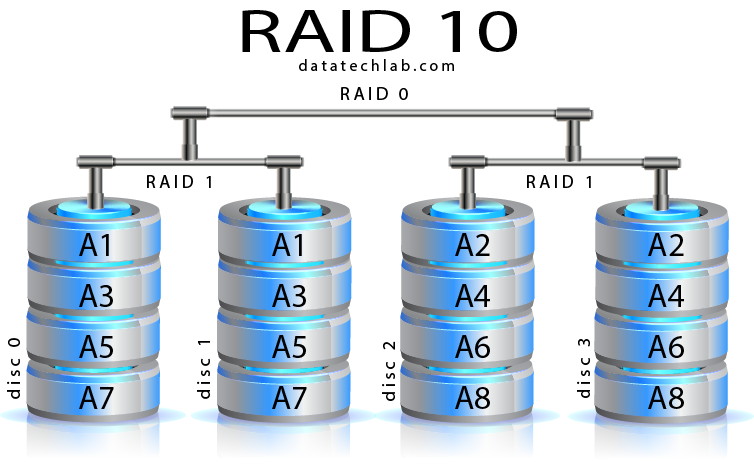 RAID 10
datatechlab.com
RAID 0
RAID 1
RAID 1
disc 0
A1
A3
A5
A7
disc 1
A1
A3
A5
A7
disc 2
A2
A4
A6
A8
disc 3
A2
A4
A6
A8